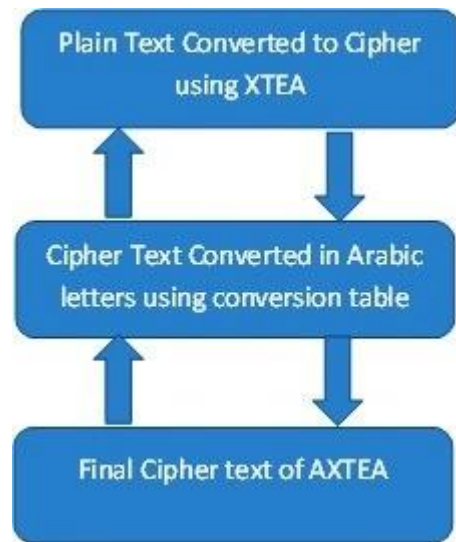 Plain Text Converted to Cipher
using XTEA
Cipher Text Converted in Arabic
letters using conversion table
Final Cipher text of AXTEA